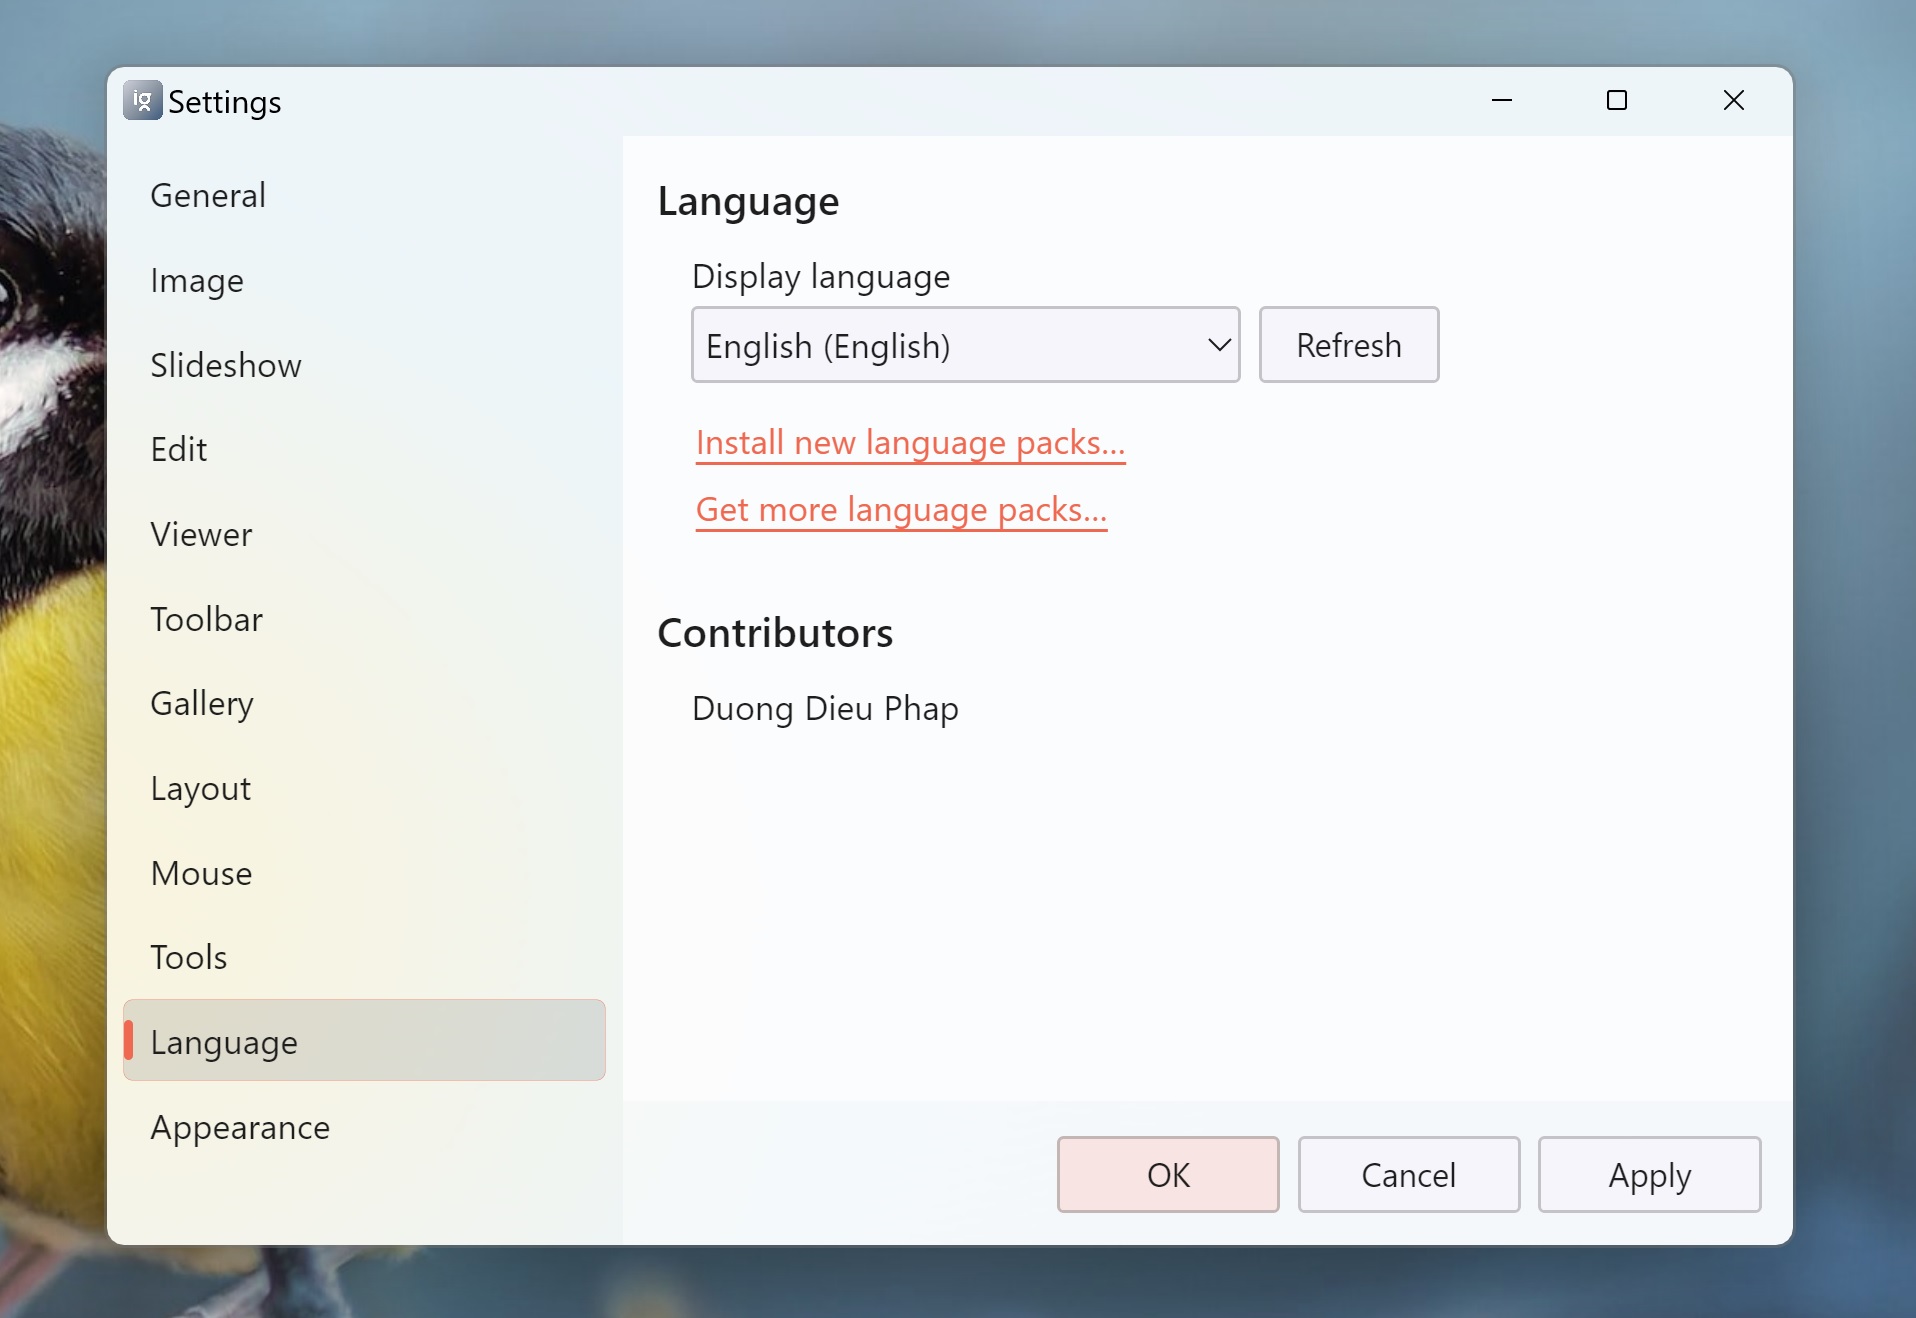 ig
Settings
General
Image
Slideshow
Edit
Viewer
Toolbar
Gallery
Layout
Mouse
Tools
Language
Appearance
Language
Display language
English (English)
Refresh
Install new language packs...
Get more language packs...
Contributors
Duong Dieu Phap
OK
Cancel
Apply